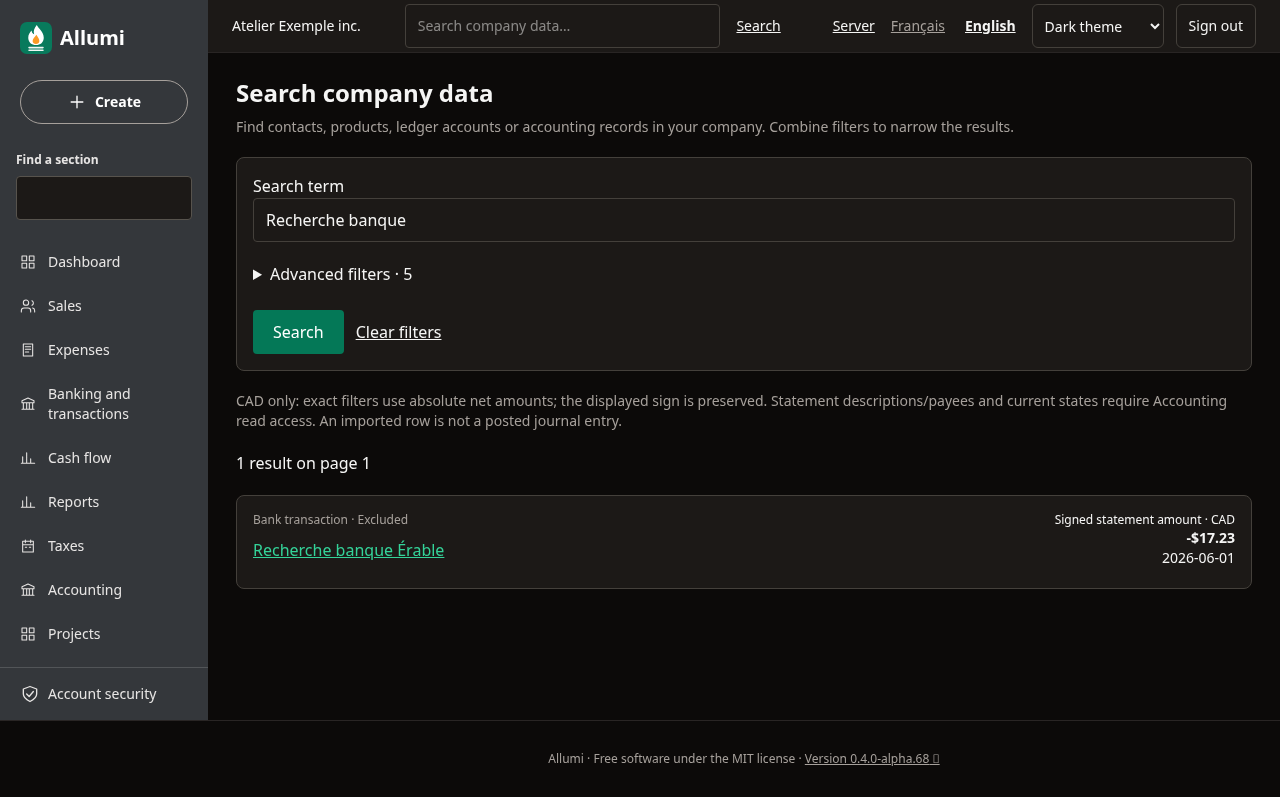 Allumi
Create
Find a section
Dashboard
Sales
Expenses
Banking and
transactions
Cash flow
Reports
Taxes
Accounting
Projects
Account security
Atelier Exemple inc.
Search company data...
Search
Server
Français
English
Dark theme
Sign out
Search company data
Find contacts, products, ledger accounts or accounting records in your company. Combine filters to narrow the results.
Search term
Recherche banque
Advanced filters · 5
Search
Clear filters
CAD only: exact filters use absolute net amounts; the displayed sign is preserved. Statement descriptions/payees and current states require Accounting
read access. An imported row is not a posted journal entry.
1 result on page 1
Bank transaction · Excluded
Recherche banque Érable
Signed statement amount · CAD
-$17.23
2026-06-01
Allumi · Free software under the MIT license · Version 0.4.0-alpha.68